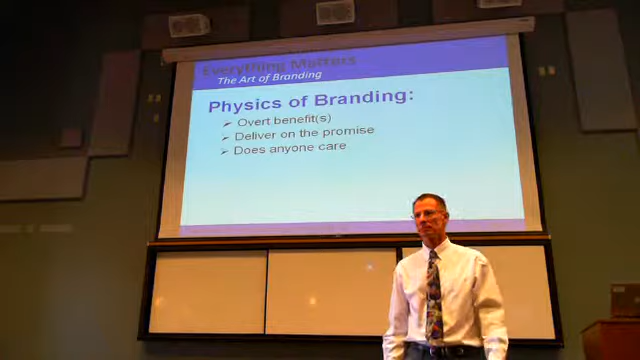 Everything Matters
The Art of Branding
Physics of Branding:
➢ Overt benefit(s)
➢ Deliver on the promise
➢ Does anyone care